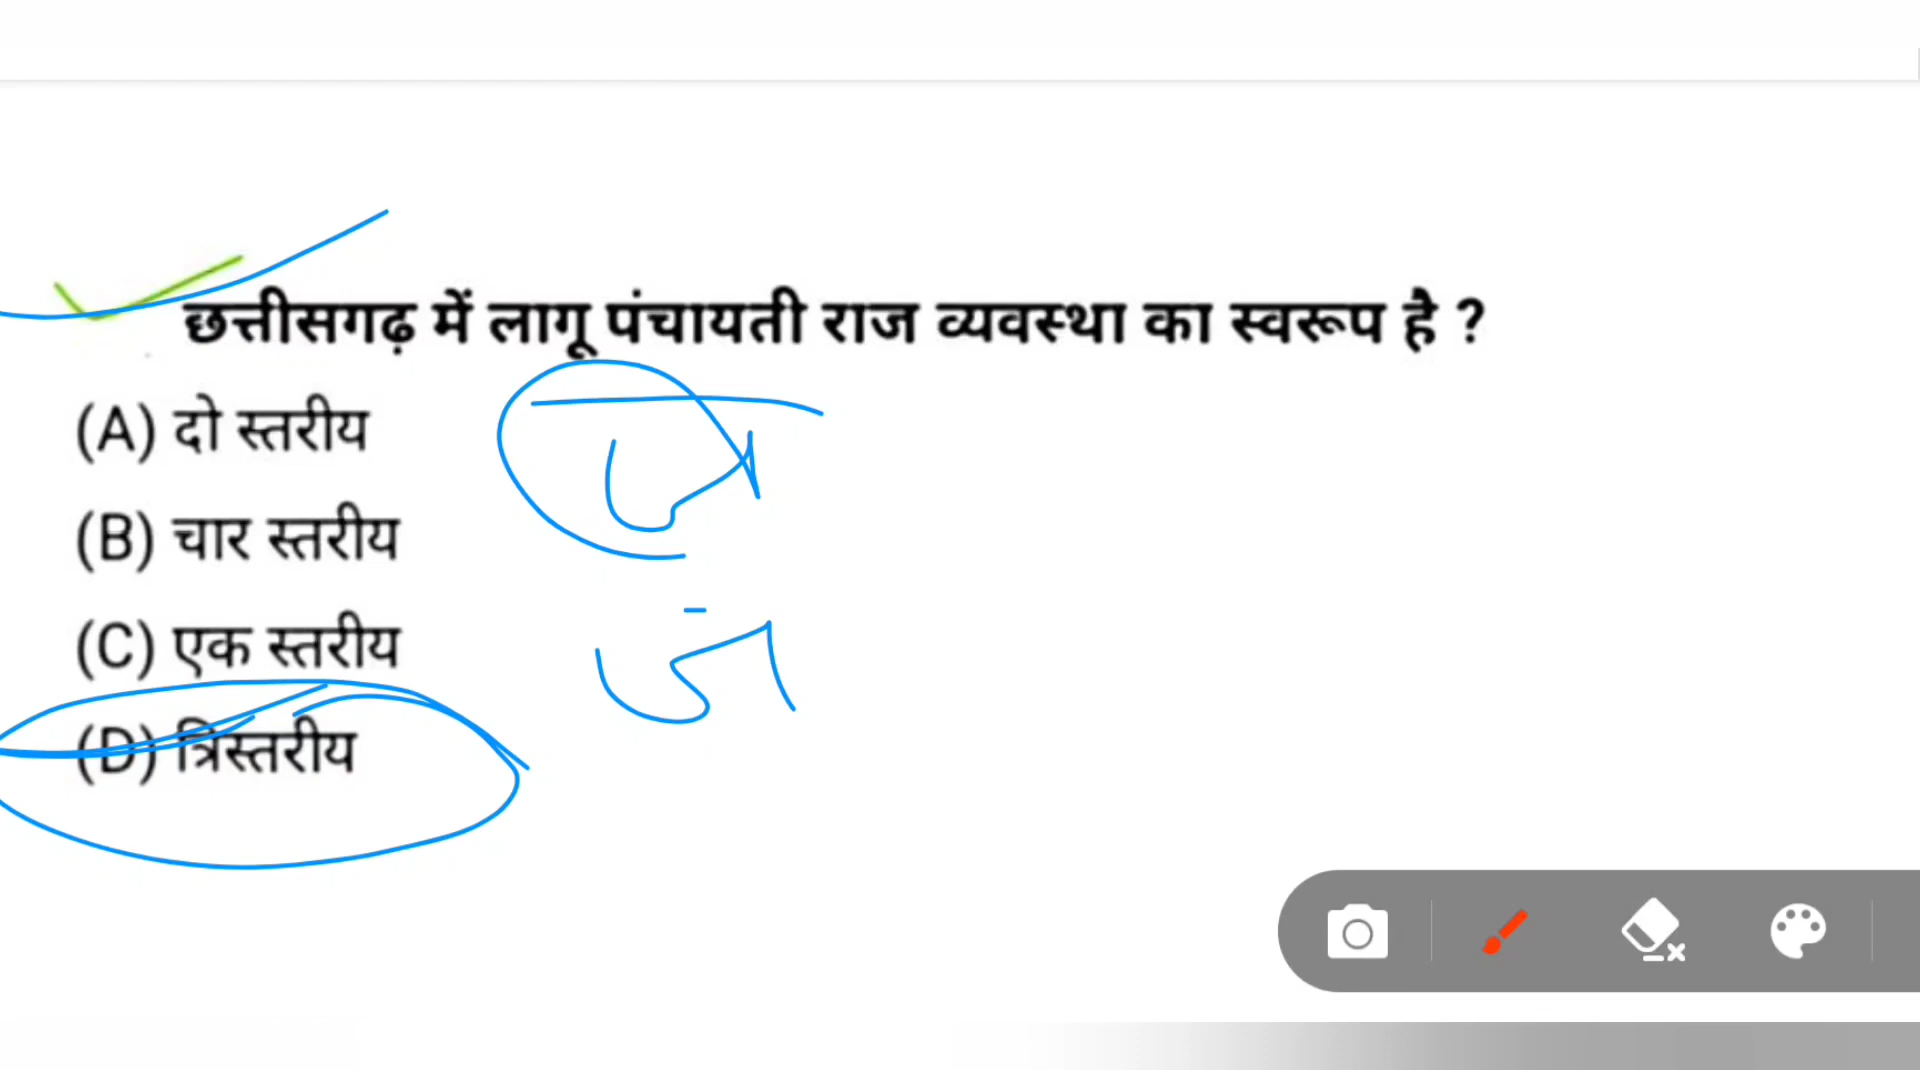 छत्तीसगढ़ में लागू पंचायती राज व्यवस्था का स्वरूप है ?
(A) दो स्तरीय
(B) चार स्तरीय
(C) एक स्तरीय
(D) त्रिस्तरीय